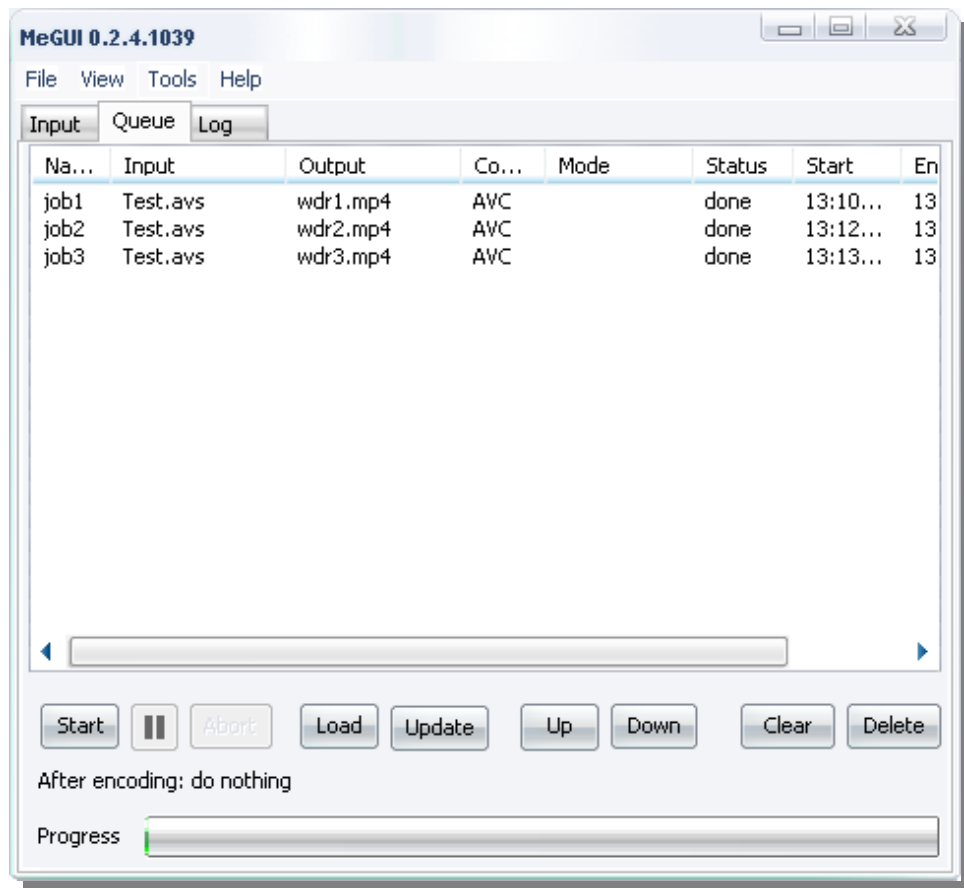 MeGUI 0.2.4.1039
File View Tools Help
Input Queue Log
Na... Input Output Co... Mode Status Start En
job1 Test.avs wdr1.mp4 AVC done 13:10... 13
job2 Test.avs wdr2.mp4 AVC done 13:12... 13
job3 Test.avs wdr3.mp4 AVC done 13:13... 13
Start Abort Load Update Up Down Clear Delete
After encoding: do nothing
Progress